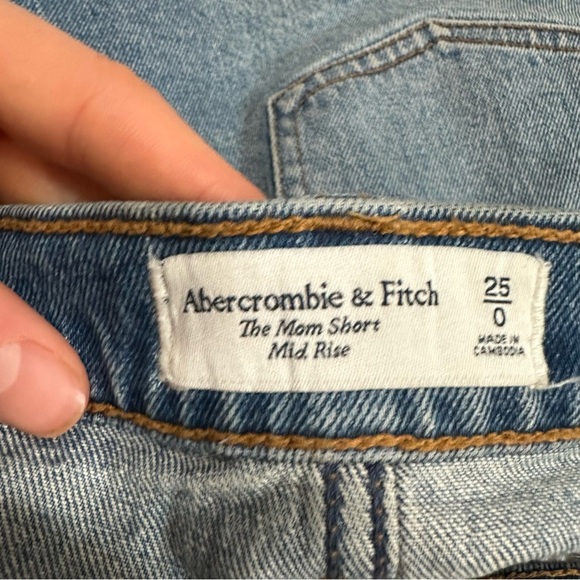 Abercrombie & Fitch
The Mom Short
Mid Rise
25
0
MADE IN
CAMBODIA